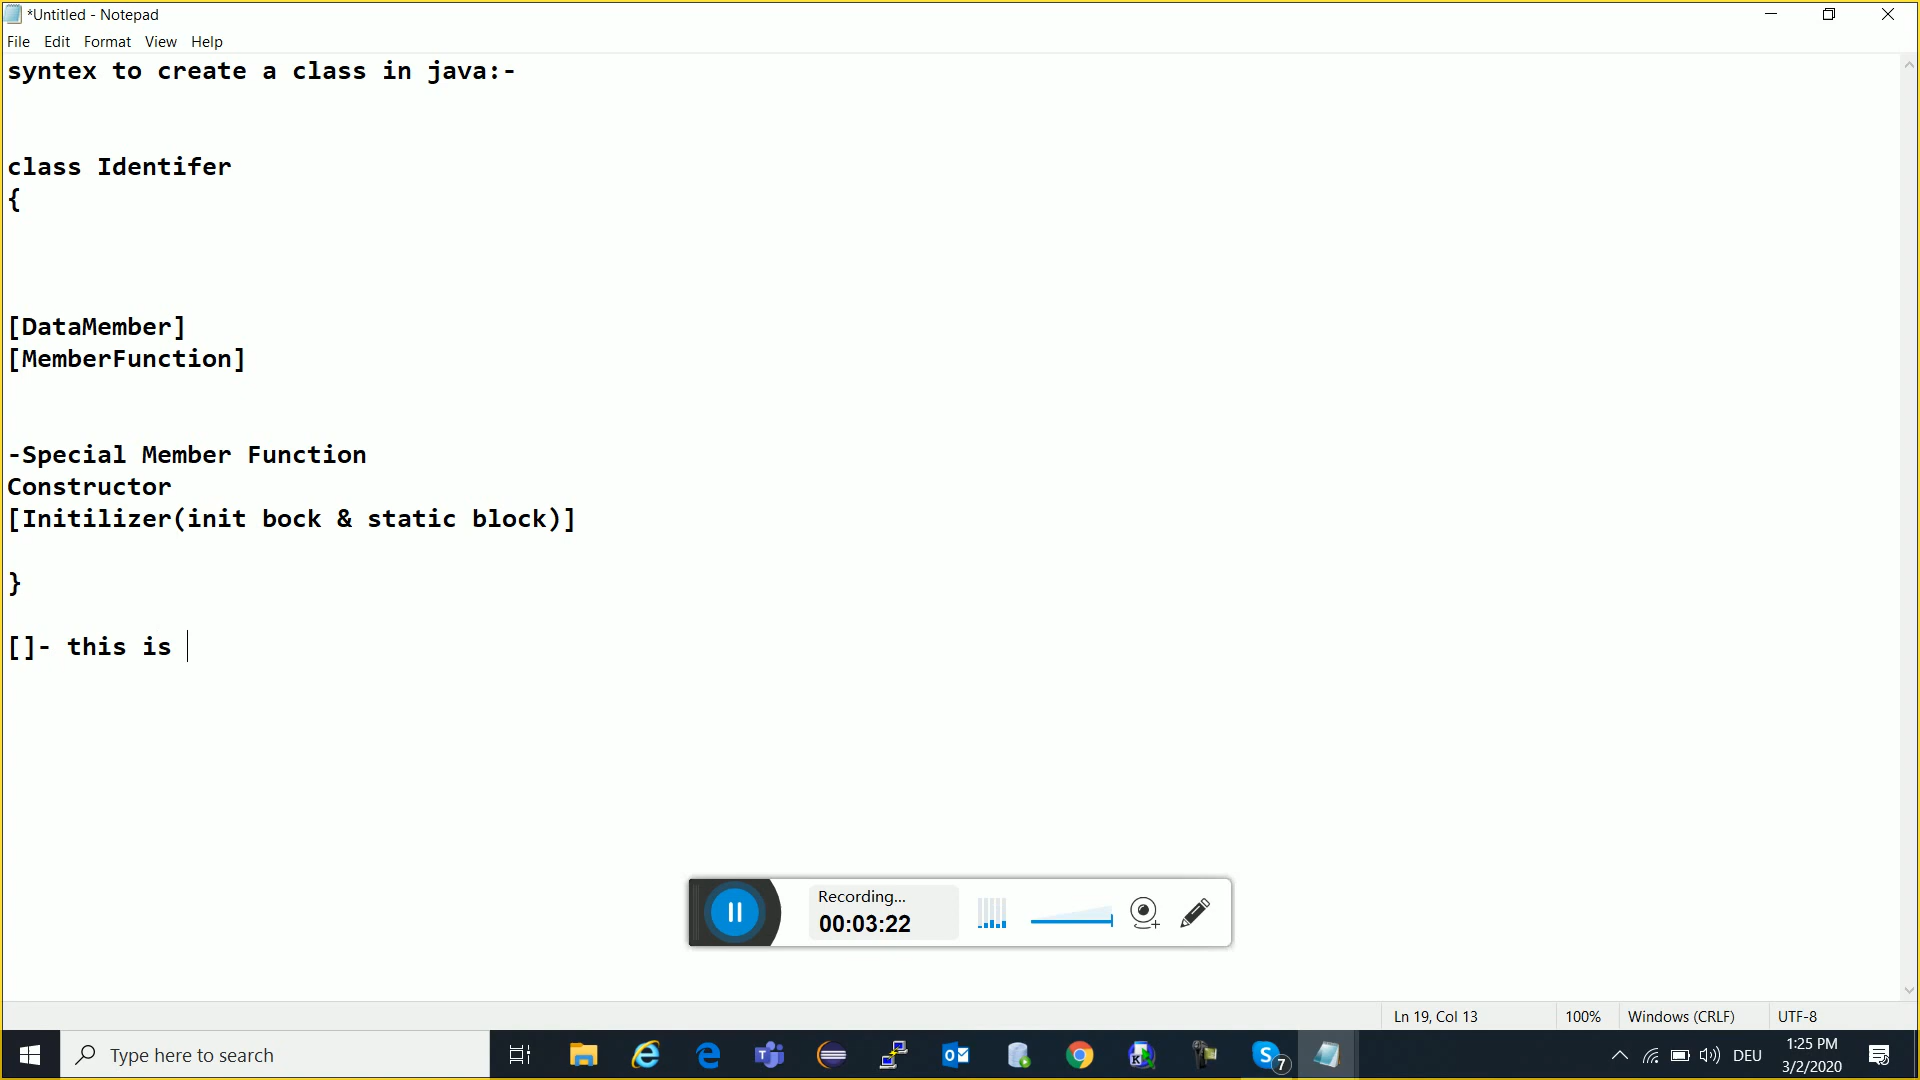 *Untitled - Notepad
File Edit Format View Help
syntex to create a class in java:-
class Identifer
{
[DataMember]
[MemberFunction]
-Special Member Function
Constructor
[Initilizer(init bock & static block)]
}
[]- this is
Recording...
00:03:22
Ln 19, Col 13 100% Windows (CRLF) UTF-8
Type here to search
7
DEU
1:25 PM
3/2/2020